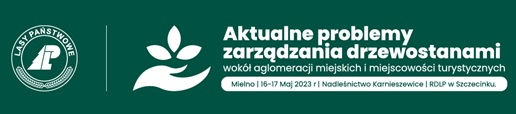 LASY PAŃSTWOWE
Aktualne problemy
zarządzania drzewostanami
wokół aglomeracji miejskich i miejscowości turystycznych
Mielno | 16-17 Maj 2023 r | Nadleśnictwo Karnieszewice | RDLP w Szczecinku.